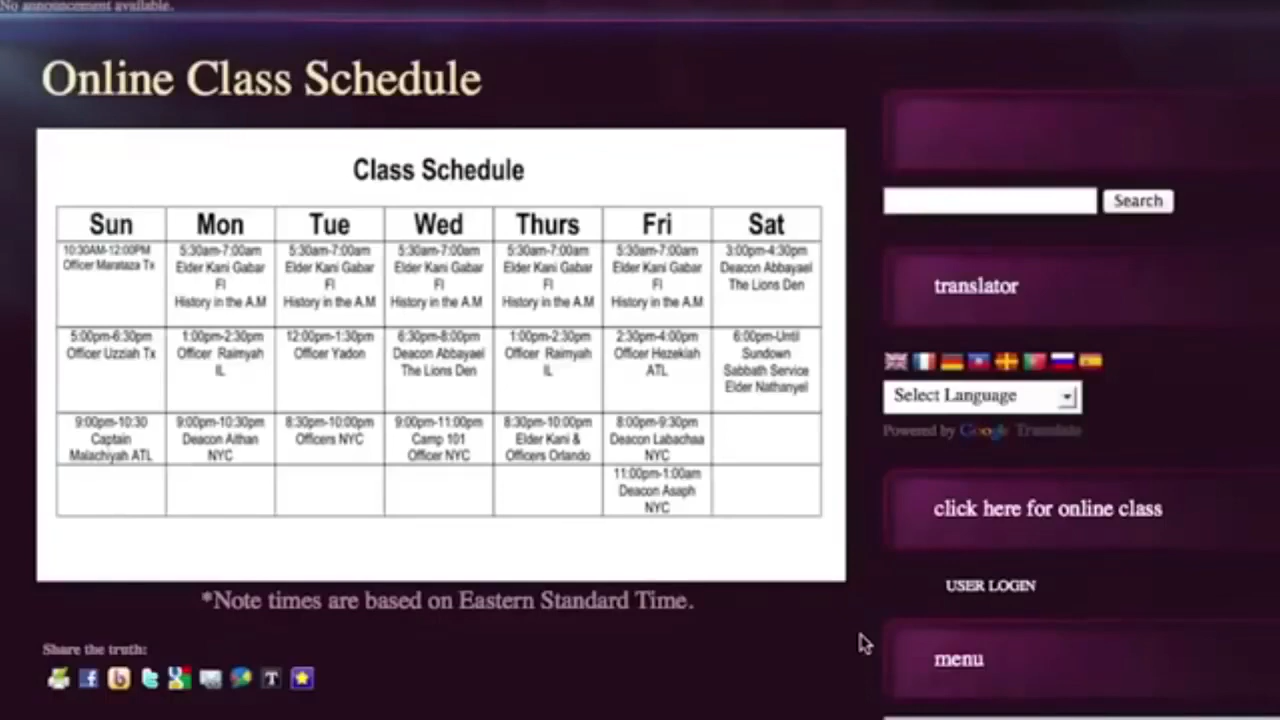 No announcement available.
Online Class Schedule
Class Schedule
Sun Mon Tue Wed Thurs Fri Sat
10:30AM-12:00PM
Officer Marataza Tx
5:30am-7:00am
Elder Kani Gabar
Fl
History in the A.M
5:30am-7:00am
Elder Kani Gabar
Fl
History in the A.M
5:30am-7:00am
Elder Kani Gabar
Fl
History in the A.M
5:30am-7:00am
Elder Kani Gabar
Fl
History in the A.M
5:30am-7:00am
Elder Kani Gabar
Fl
History in the A.M
3:00pm-4:30pm
Deacon Abbayael
The Lions Den
5:00pm-6:30pm
Officer Uzziah Tx
1:00pm-2:30pm
Officer Raimyah
IL
12:00pm-1:30pm
Officer Yadon
6:30pm-8:00pm
Deacon Abbayael
The Lions Den
1:00pm-2:30pm
Officer Raimyah
IL
2:30pm-4:00pm
Officer Hezekiah
ATL
6:00pm-Until
Sundown
Sabbath Service
Elder Nathanyel
9:00pm-10:30
Captain
Malachiyah ATL
9:00pm-10:30pm
Deacon Aithan
NYC
8:30pm-10:00pm
Officers NYC
9:00pm-11:00pm
Camp 101
Officer NYC
8:30pm-10:00pm
Elder Kani &
Officers Orlando
8:00pm-9:30pm
Deacon Labachaa
NYC
11:00pm-1:00am
Deacon Asaph
NYC
*Note times are based on Eastern Standard Time.
Share the truth:
Search
translator
Select Language
Powered by Google Translate
click here for online class
USER LOGIN
menu